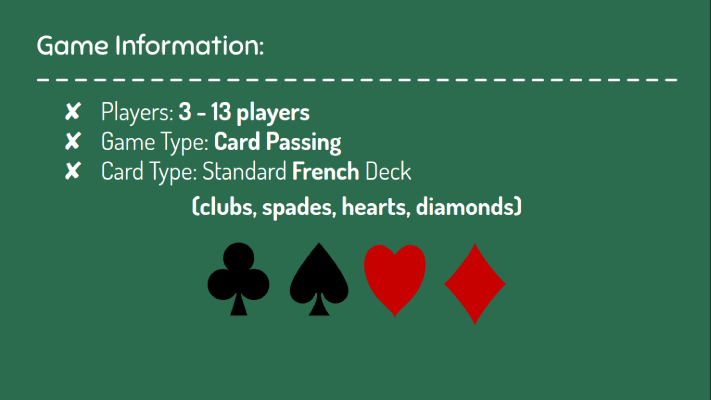 Game Information:
✘ Players: 3 - 13 players
✘ Game Type: Card Passing
✘ Card Type: Standard French Deck
(clubs, spades, hearts, diamonds)